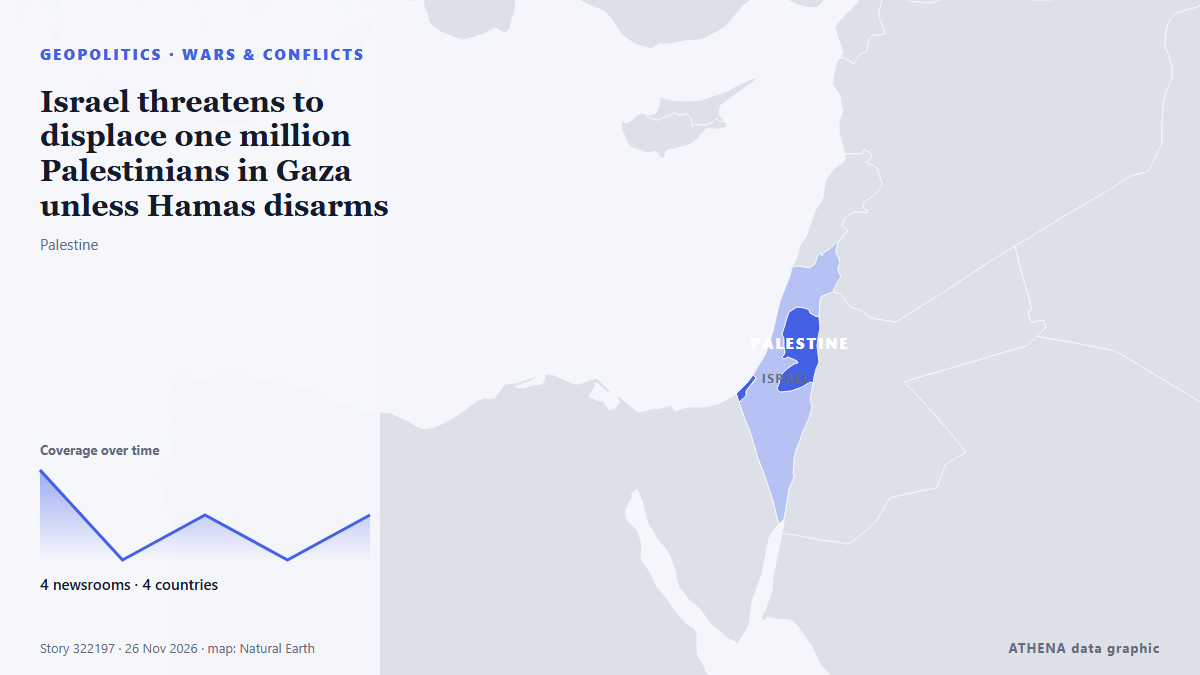 GEOPOLITICS · WARS & CONFLICTS
Israel threatens to
displace one million
Palestinians in Gaza
unless Hamas disarms
Palestine
PALESTINE
ISRAEL
Coverage over time
4 newsrooms · 4 countries
Story 322197 · 26 Nov 2026 · map: Natural Earth
ATHENA data graphic